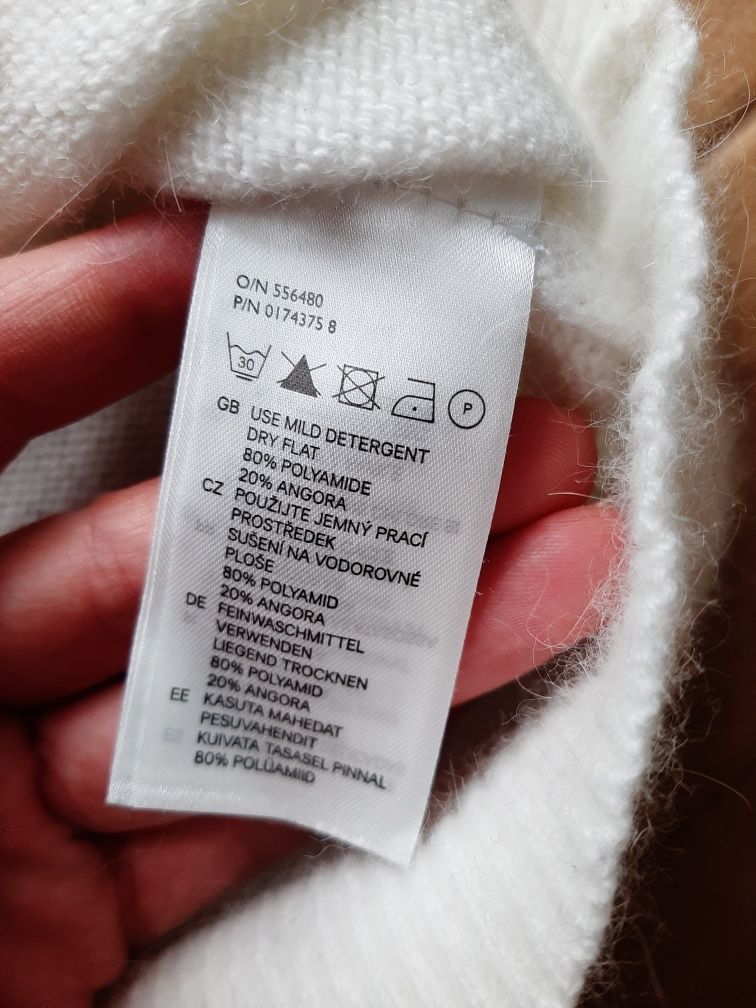 O/N 556480
P/N 0174375 8
30
P
GB USE MILD DETERGENT
DRY FLAT
80% POLYAMIDE
20% ANGORA
CZ POUŽIJTE JEMNÝ PRACÍ
PROSTŘEDEK
SUŠENÍ NA VODOROVNÉ
PLOŠE
80% POLYAMID
20% ANGORA
DE FEINWASCHMITTEL
VERWENDEN
LIEGEND TROCKNEN
80% POLYAMID
20% ANGORA
EE KASUTA MAHEDAT
PESUVAHENDIT
KUIVATA TASASEL PINNAL
80% POLÜAMIID